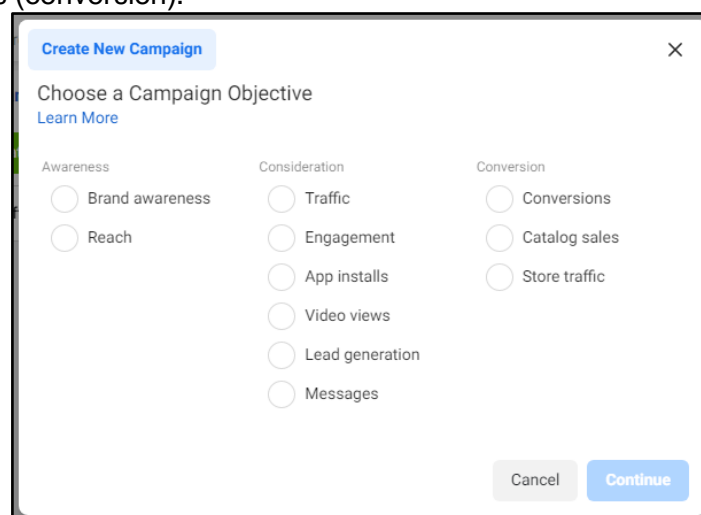 (conversion).
Create New Campaign
Choose a Campaign Objective
Learn More
Awareness
Brand awareness
Reach
Consideration
Traffic
Engagement
App installs
Video views
Lead generation
Messages
Conversion
Conversions
Catalog sales
Store traffic
Cancel
Continue